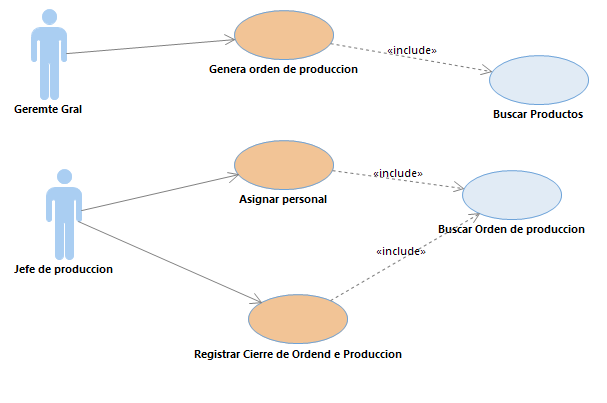 Genera orden de produccion
«include»
Geremte Gral
Buscar Productos
Asignar personal
«include»
Buscar Orden de produccion
Jefe de produccion
«include»
Registrar Cierre de Ordend e Produccion